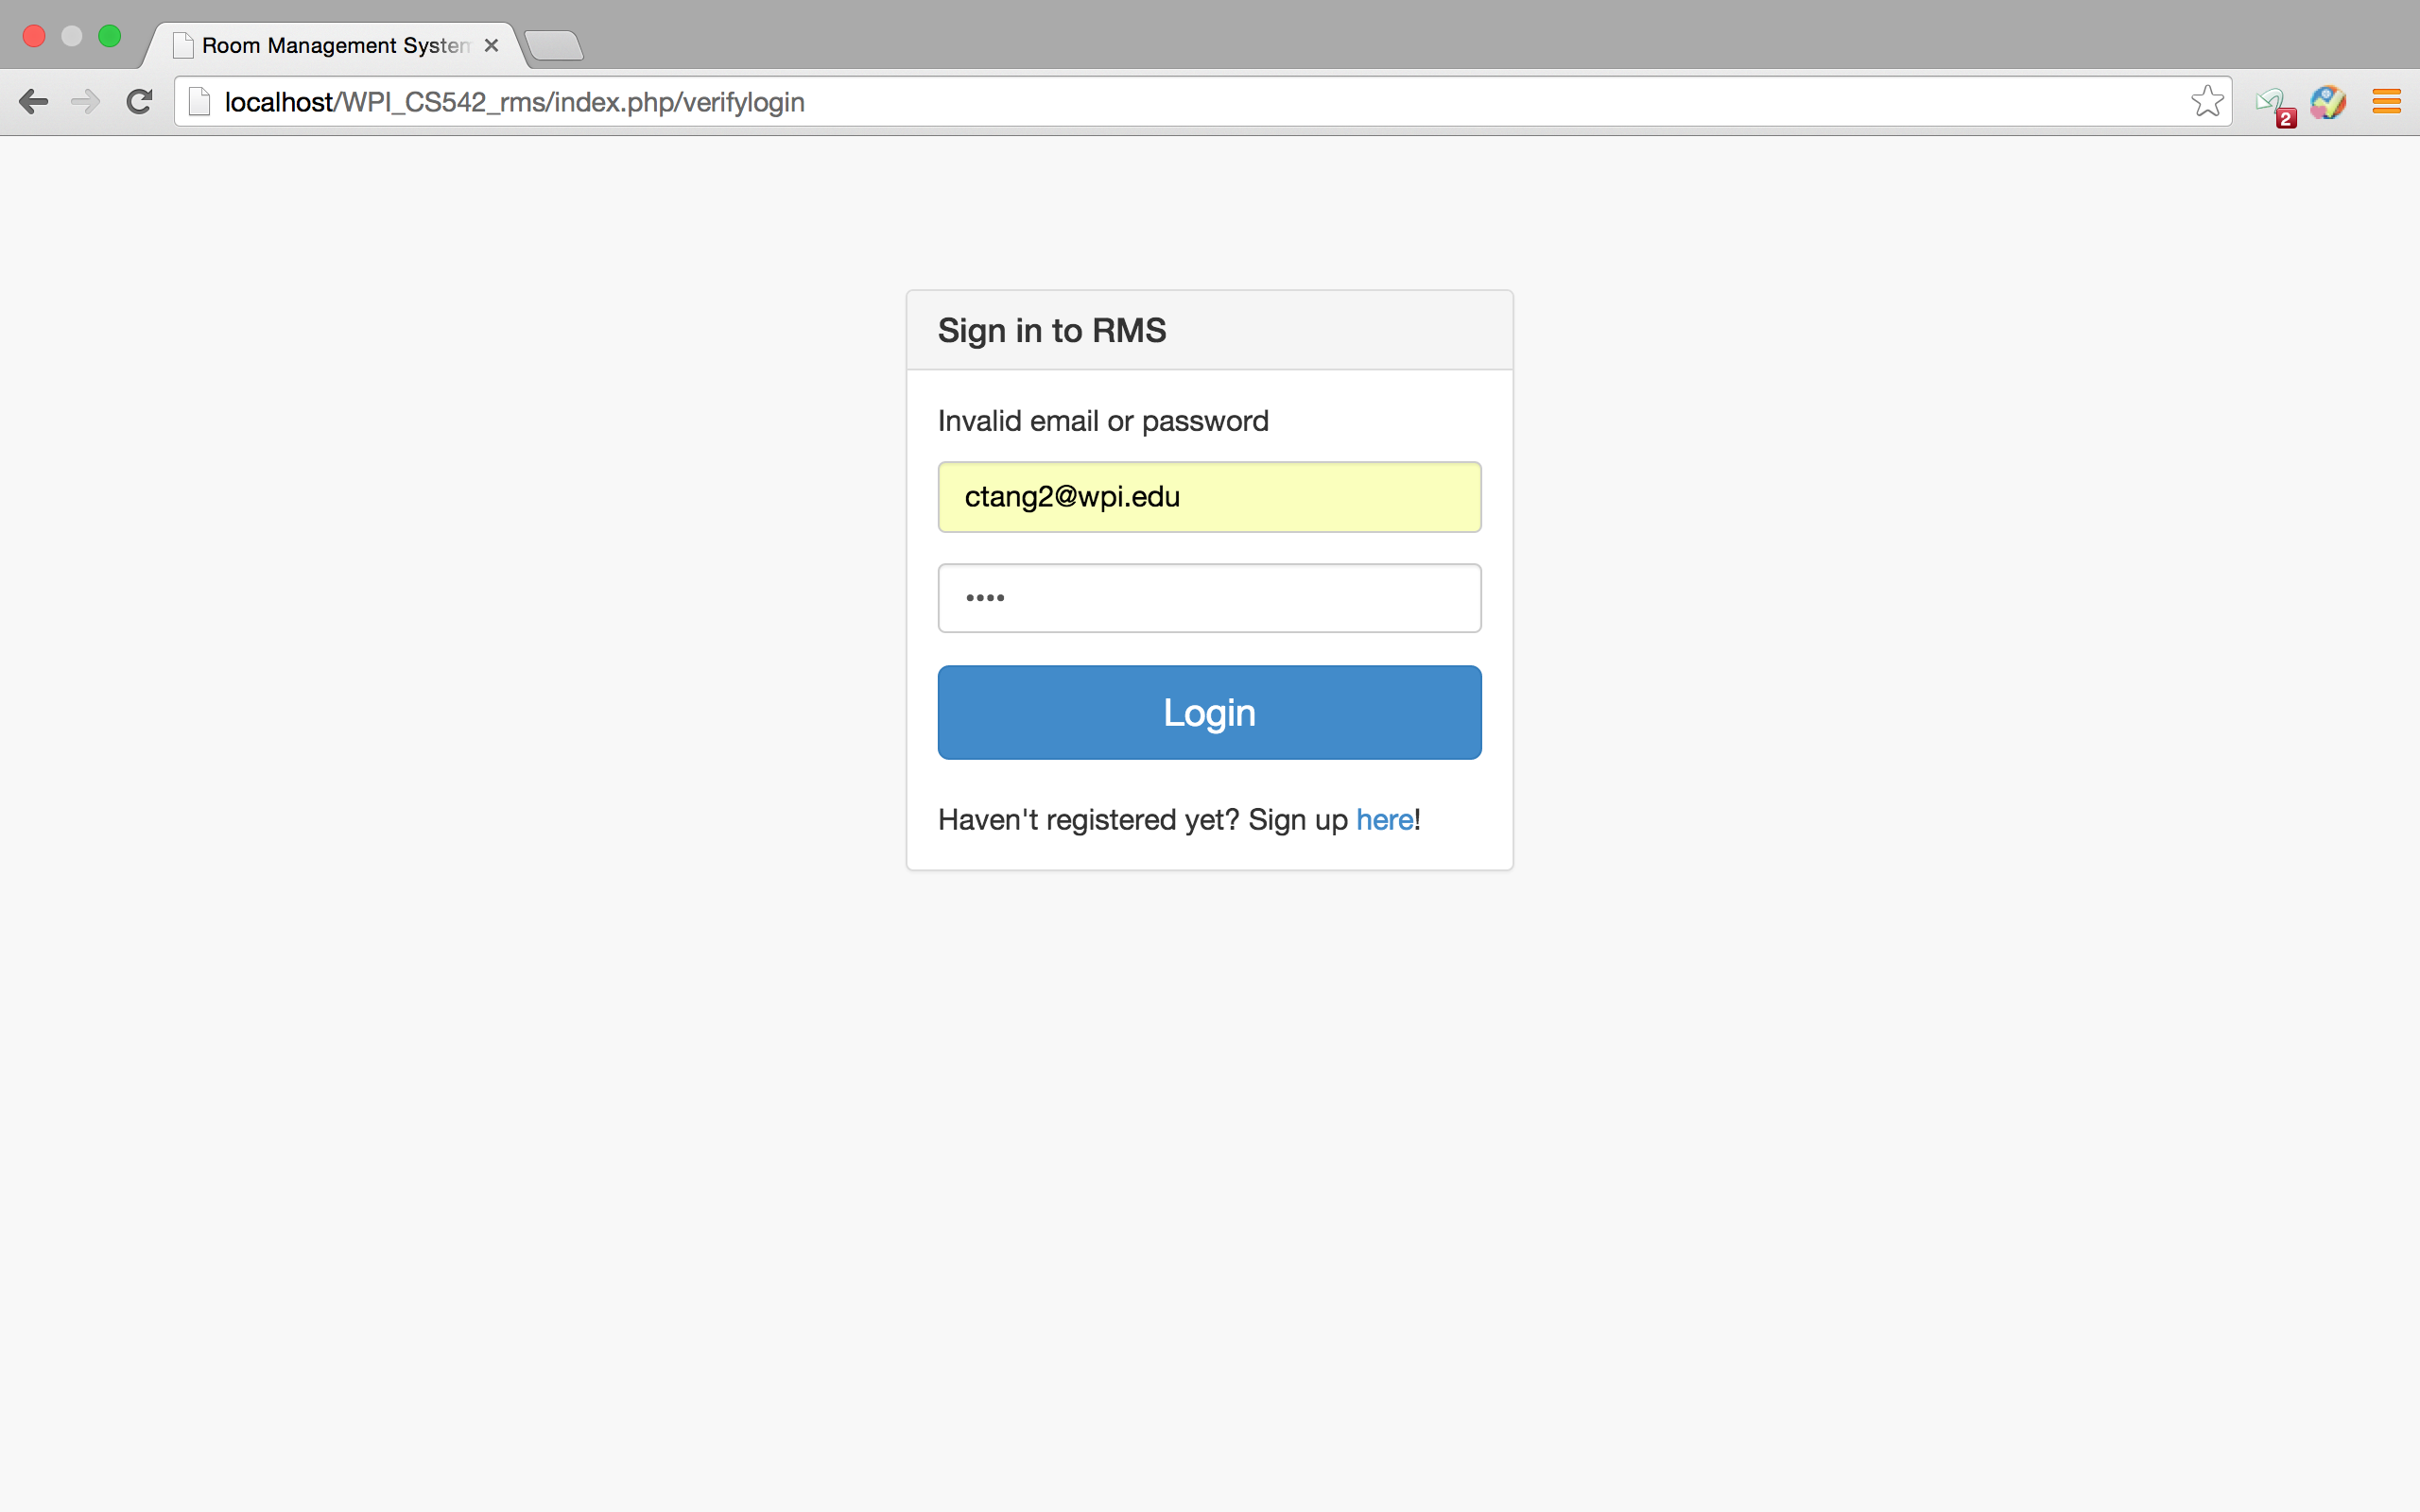 Room Management System
localhost/WPI_CS542_rms/index.php/verifylogin
2
Sign in to RMS
Invalid email or password
ctang2@wpi.edu
••••
Login
Haven't registered yet? Sign up here!